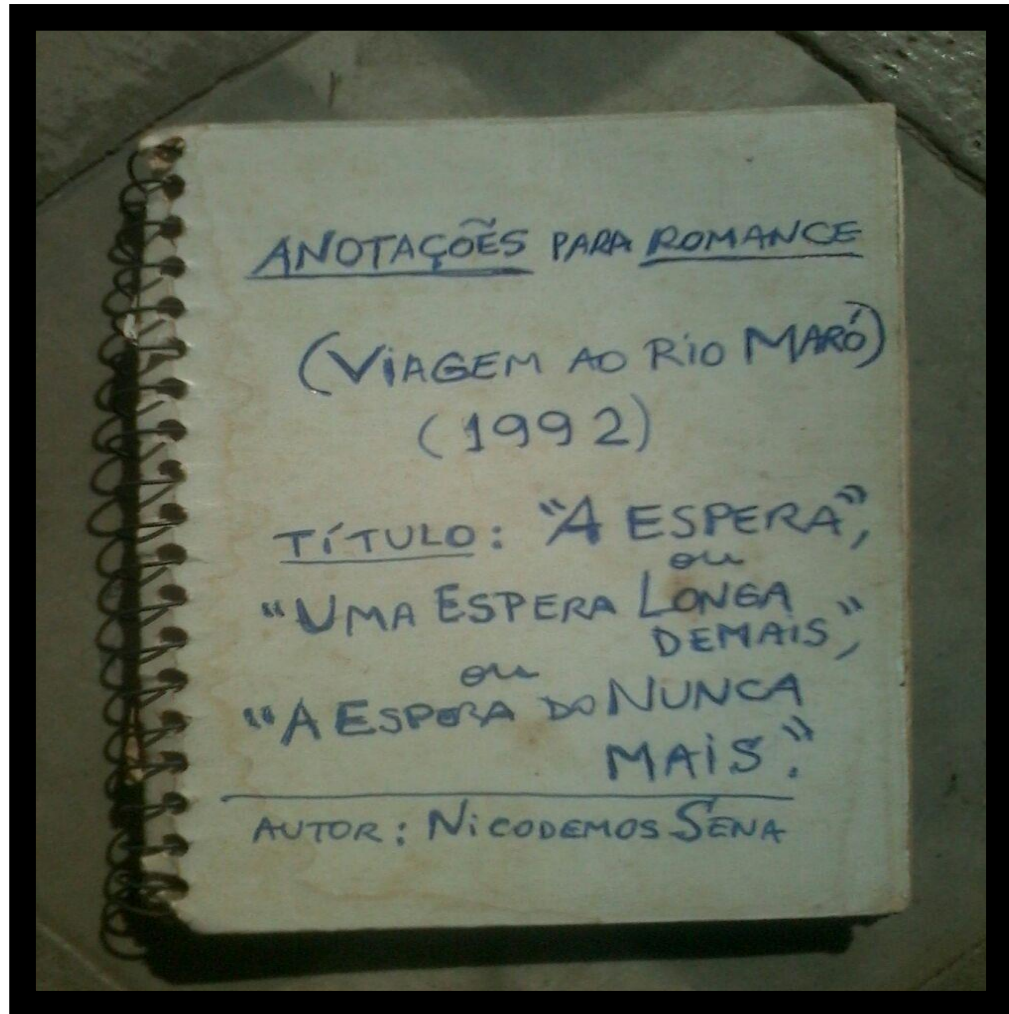 ANOTAÇÕES PARA ROMANCE
(VIAGEM AO RIO MARÓ)
(1992)
TÍTULO: "A ESPERA",
ou
"UMA ESPERA LONGA
DEMAIS",
ou
"A ESPERA DO NUNCA
MAIS".
AUTOR: NICODEMOS SENA